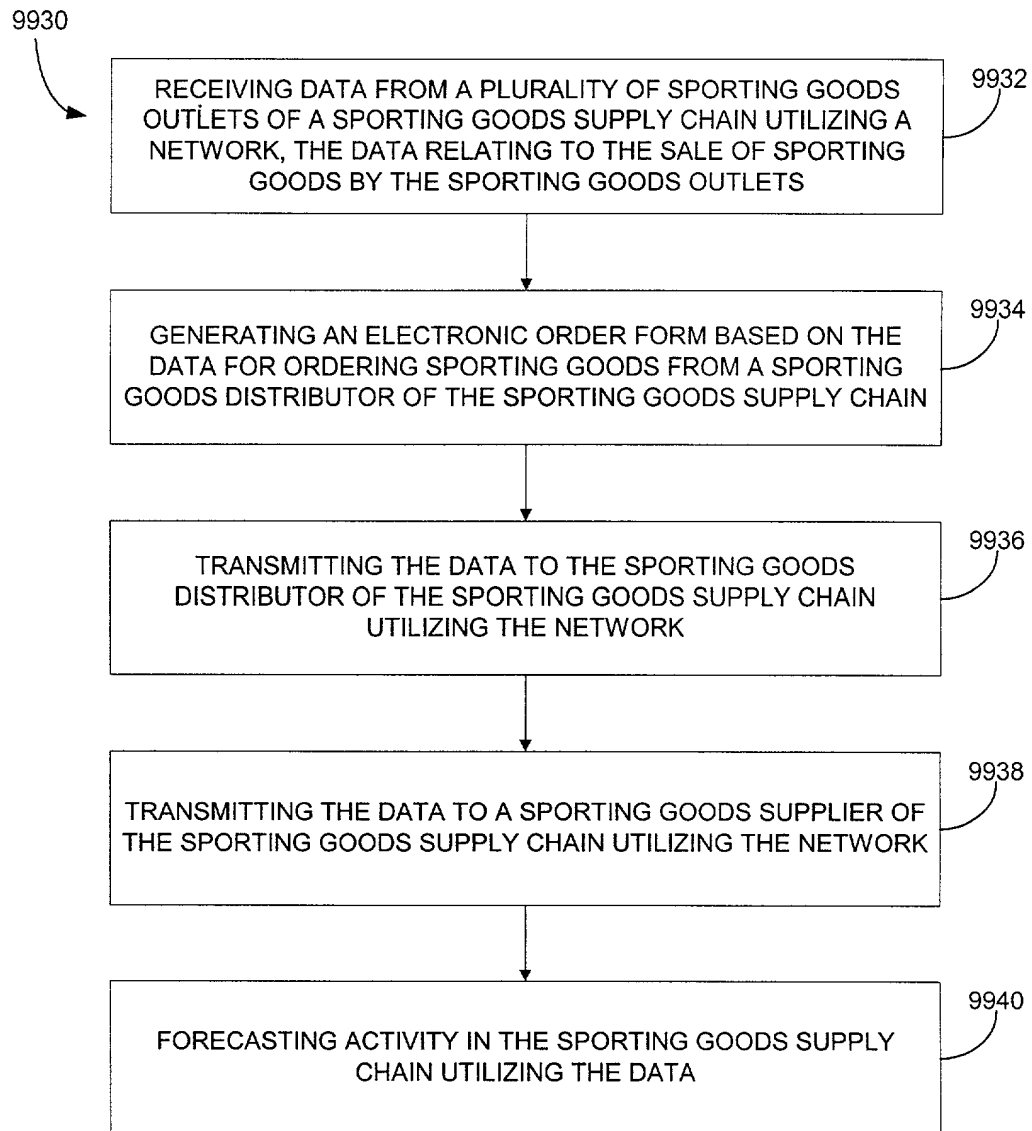 9930
RECEIVING DATA FROM A PLURALITY OF SPORTING GOODS
OUTLETS OF A SPORTING GOODS SUPPLY CHAIN UTILIZING A
NETWORK, THE DATA RELATING TO THE SALE OF SPORTING
GOODS BY THE SPORTING GOODS OUTLETS
9932
GENERATING AN ELECTRONIC ORDER FORM BASED ON THE
DATA FOR ORDERING SPORTING GOODS FROM A SPORTING
GOODS DISTRIBUTOR OF THE SPORTING GOODS SUPPLY CHAIN
9934
TRANSMITTING THE DATA TO THE SPORTING GOODS
DISTRIBUTOR OF THE SPORTING GOODS SUPPLY CHAIN
UTILIZING THE NETWORK
9936
TRANSMITTING THE DATA TO A SPORTING GOODS SUPPLIER OF
THE SPORTING GOODS SUPPLY CHAIN UTILIZING THE NETWORK
9938
FORECASTING ACTIVITY IN THE SPORTING GOODS SUPPLY
CHAIN UTILIZING THE DATA
9940